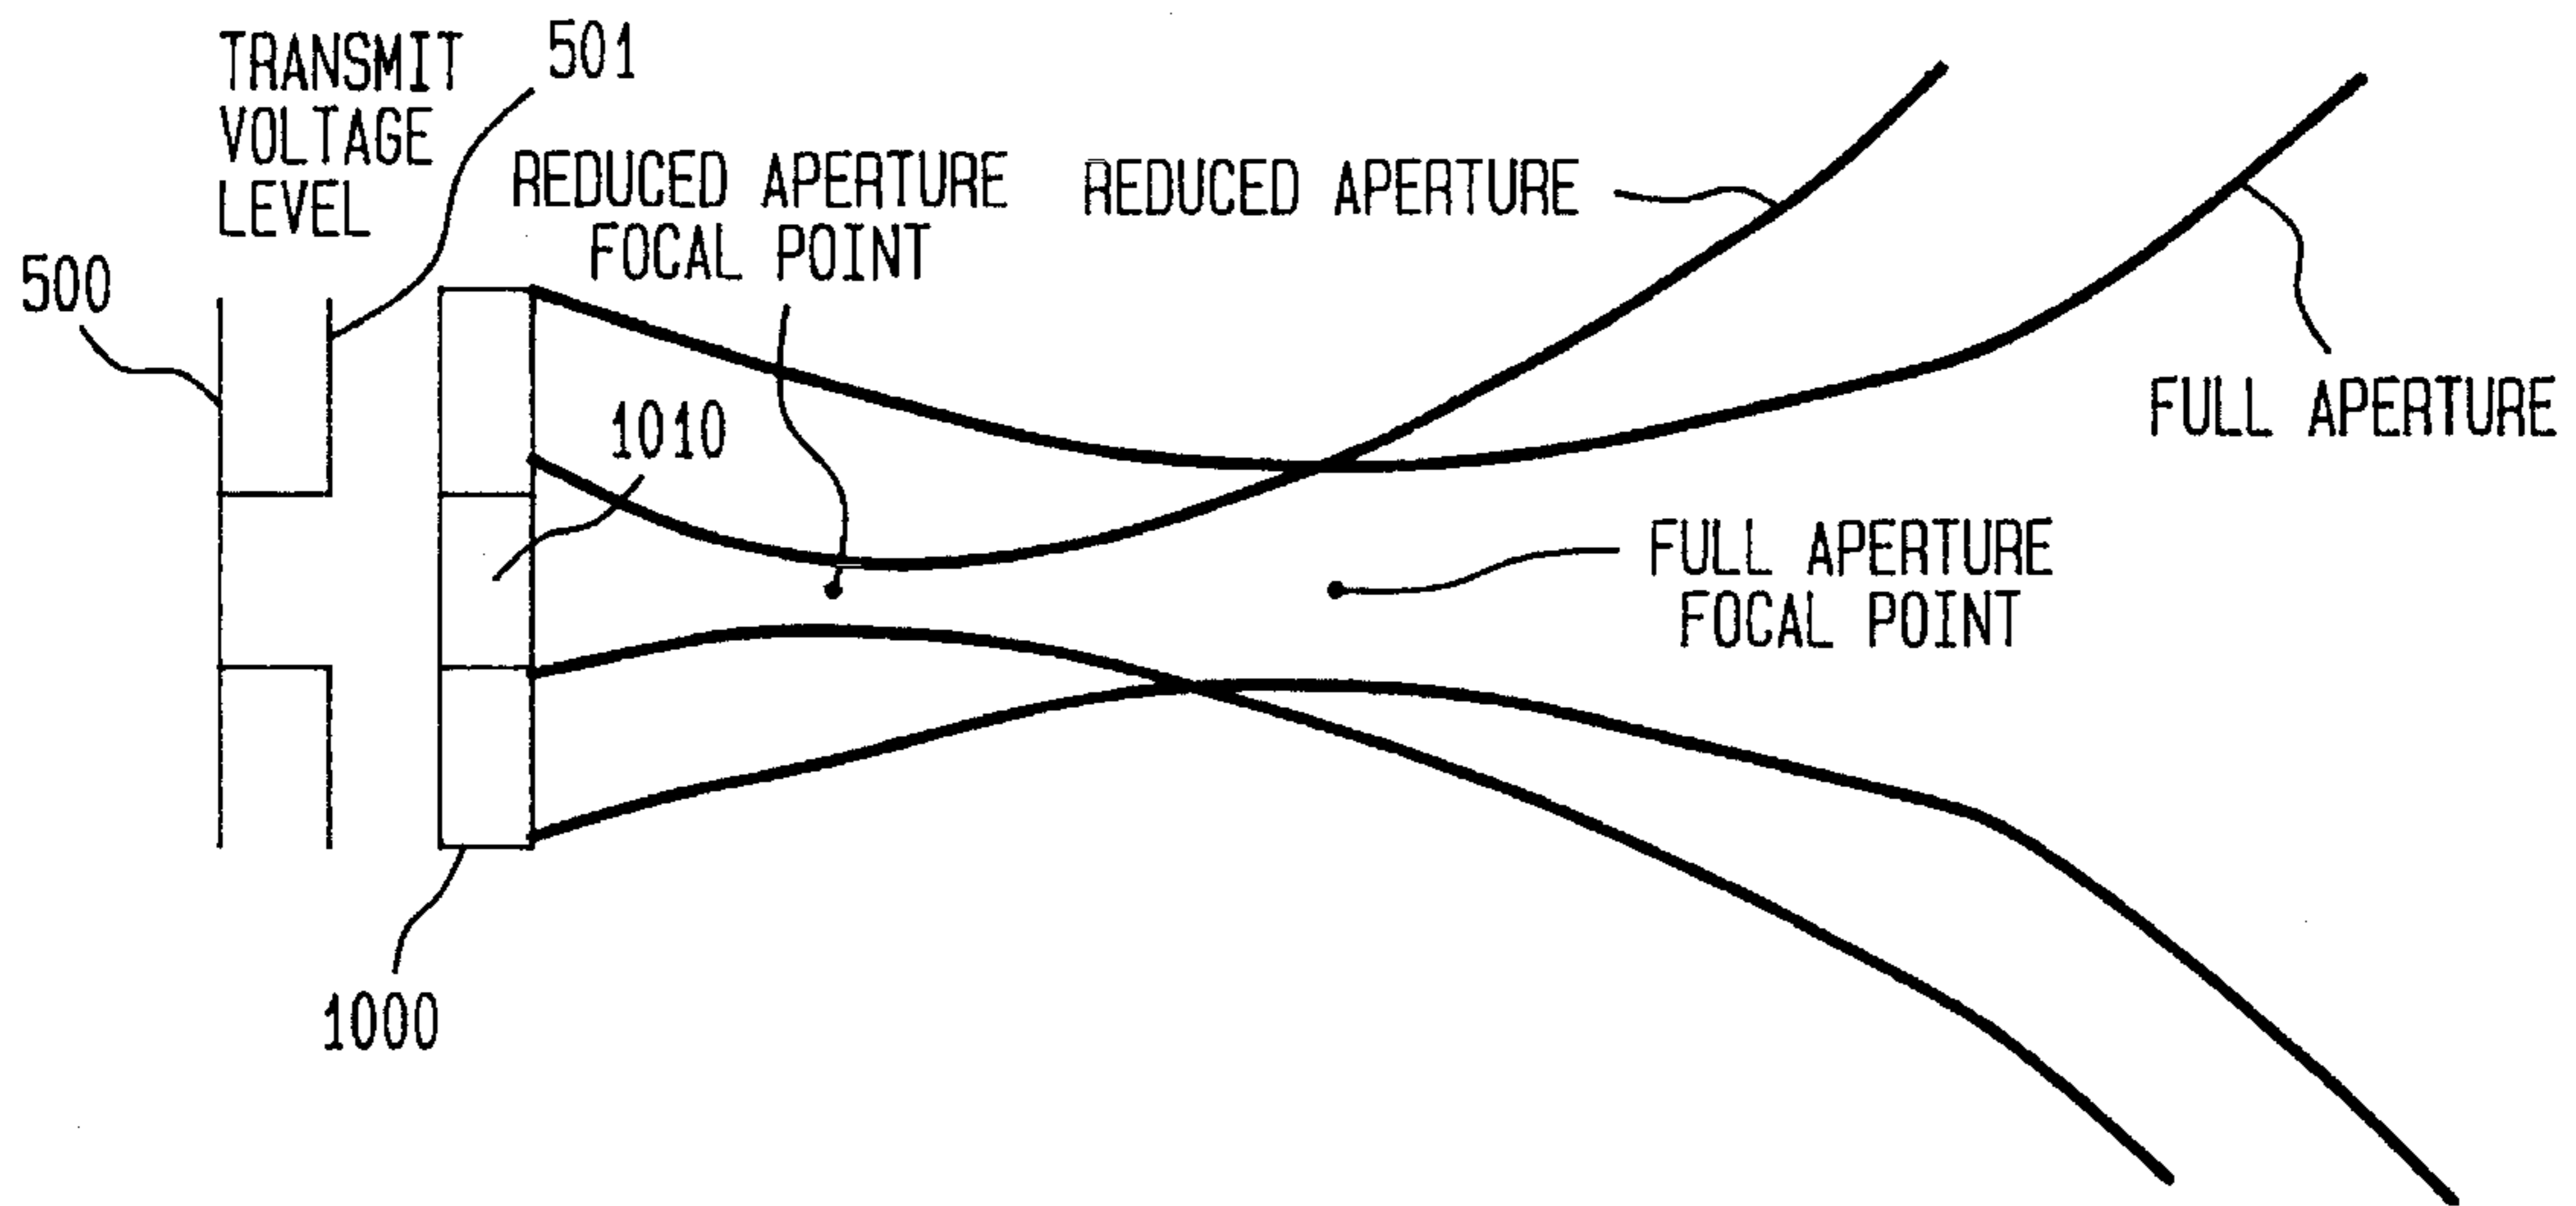 TRANSMIT
VOLTAGE
LEVEL
501
500
REDUCED APERTURE
FOCAL POINT
REDUCED APERTURE
FULL APERTURE
1010
FULL APERTURE
FOCAL POINT
1000